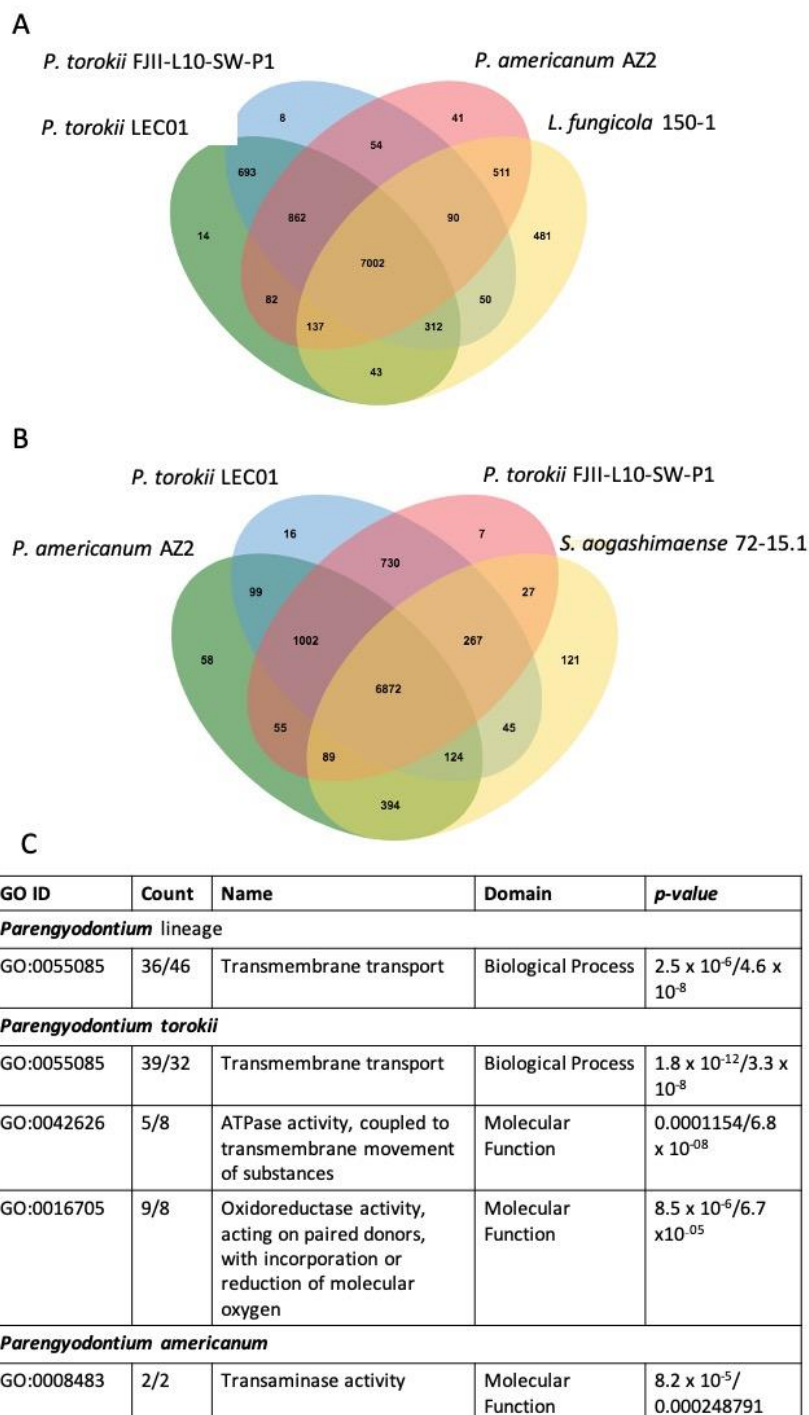 A
P. torokii FJII-L10-SW-P1
P. americanum AZ2
P. torokii LEC01
L. fungicola 150-1
8
41
54
693
511
862
90
14
481
7002
82
50
137
312
43
B
P. torokii LEC01
P. torokii FJII-L10-SW-P1
P. americanum AZ2
S. aogashimaense 72-15.1
16
7
730
99
27
1002
267
58
121
6872
55
45
89
124
394
C
GO ID Count Name Domain p-value
Parengyodontium lineage
GO:0055085 36/46 Transmembrane transport Biological Process 2.5 x 10-6/4.6 x
10-8
Parengyodontium torokii
GO:0055085 39/32 Transmembrane transport Biological Process 1.8 x 10-12/3.3 x
10-8
GO:0042626 5/8 ATPase activity, coupled to Molecular 0.0001154/6.8
transmembrane movement Function x 10-08
of substances
GO:0016705 9/8 Oxidoreductase activity, Molecular 8.5 x 10-6/6.7
acting on paired donors, Function x10-05
with incorporation or
reduction of molecular
oxygen
Parengyodontium americanum
GO:0008483 2/2 Transaminase activity Molecular 8.2 x 10-5/
Function 0.000248791